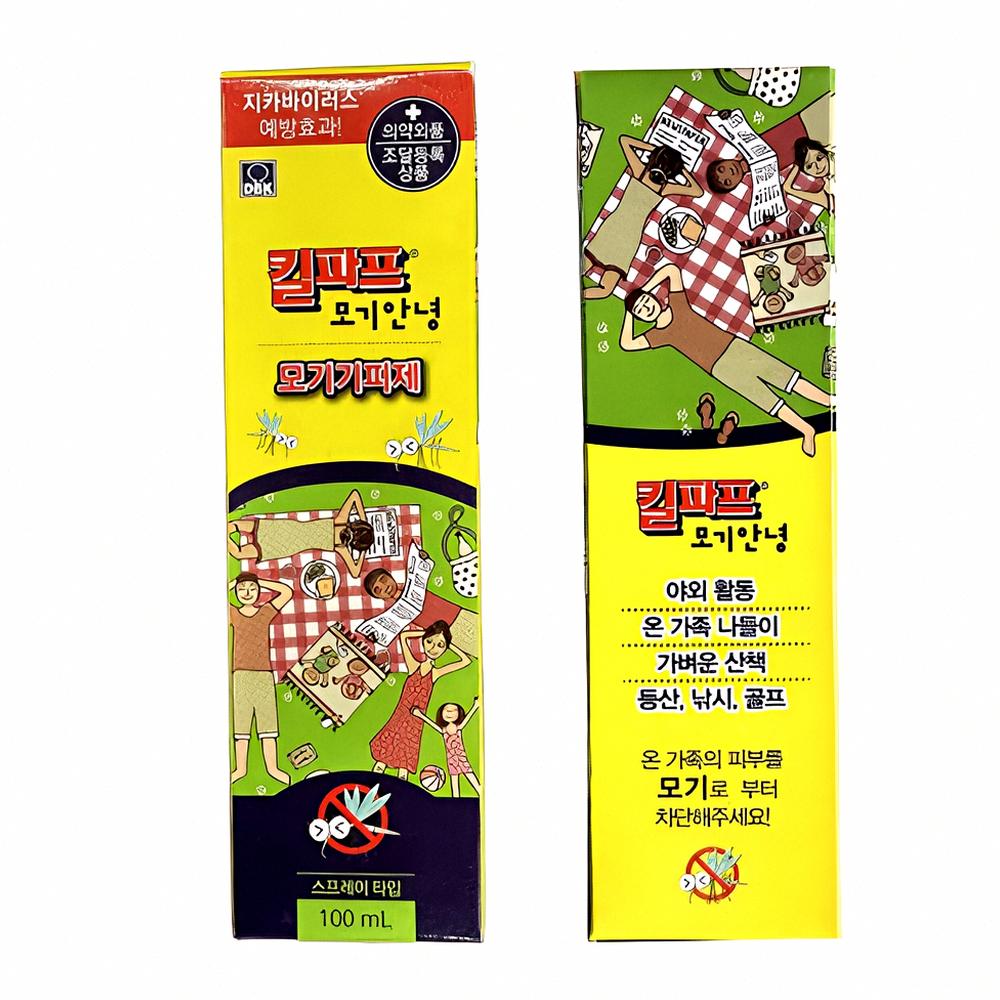 지카바이러스
예방효과!
의약외품
조달등록
상품
DBK
킬파프
모기안녕
모기기피제
스프레이 타입
100 mL
킬파프
모기안녕
야외 활동
온 가족 나들이
가벼운 산책
등산, 낚시, 골프
온 가족의 피부를
모기로 부터
차단해주세요!